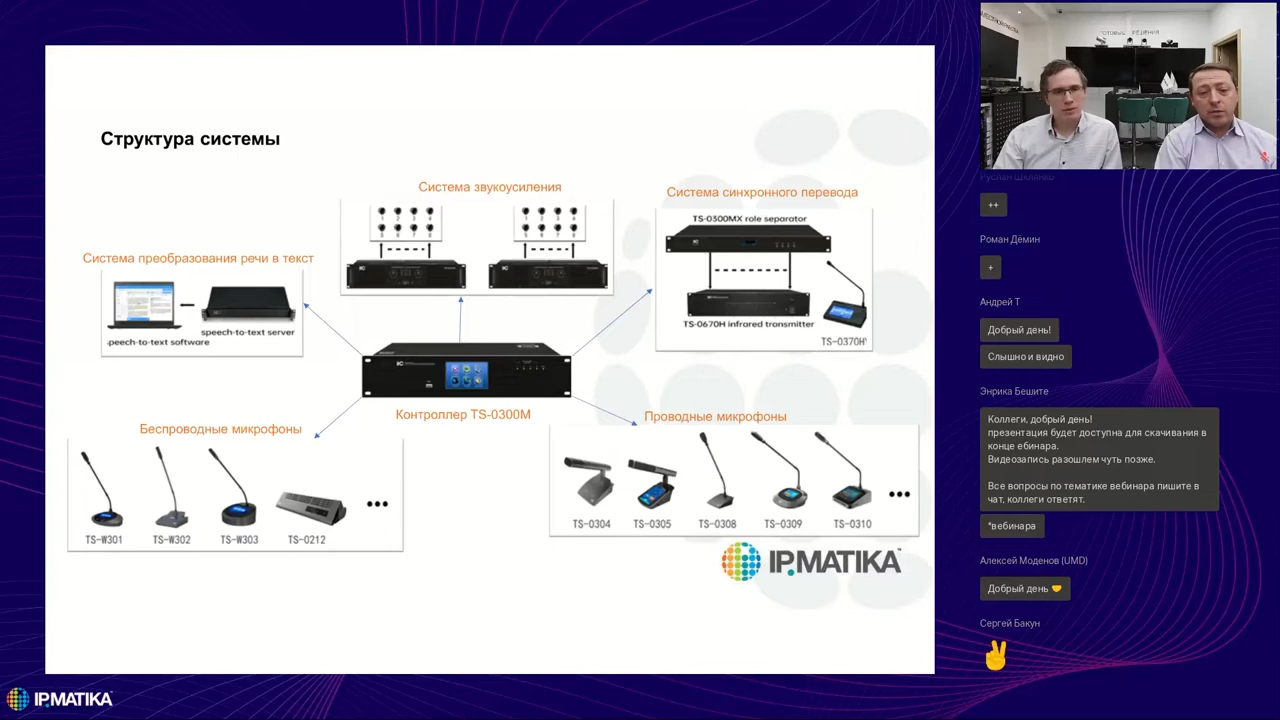 Структура системы
Система звукоусиления
Система синхронного перевода
TS-0300MX role separator
TS-0670H infrared transmitter
TS-0370H
Система преобразования речи в текст
speech-to-text server
peech-to-text software
Контроллер TS-0300M
Беспроводные микрофоны
TS-W301
TS-W302
TS-W303
TS-0212
Проводные микрофоны
TS-0304
TS-0305
TS-0308
TS-0309
TS-0310
IP.MATIKA™
IP.MATIKA
++
Роман Дёмин
+
Андрей Т
Добрый день!
Слышно и видно
Энрика Бешите
Коллеги, добрый день!
презентация будет доступна для скачивания в
конце ебинара.
Видеозапись разошлем чуть позже.
Все вопросы по тематике вебинара пишите в
чат, коллеги ответят.
*вебинара
Алексей Моденов (UMD)
Добрый день 🤝
Сергей Бакун
✌